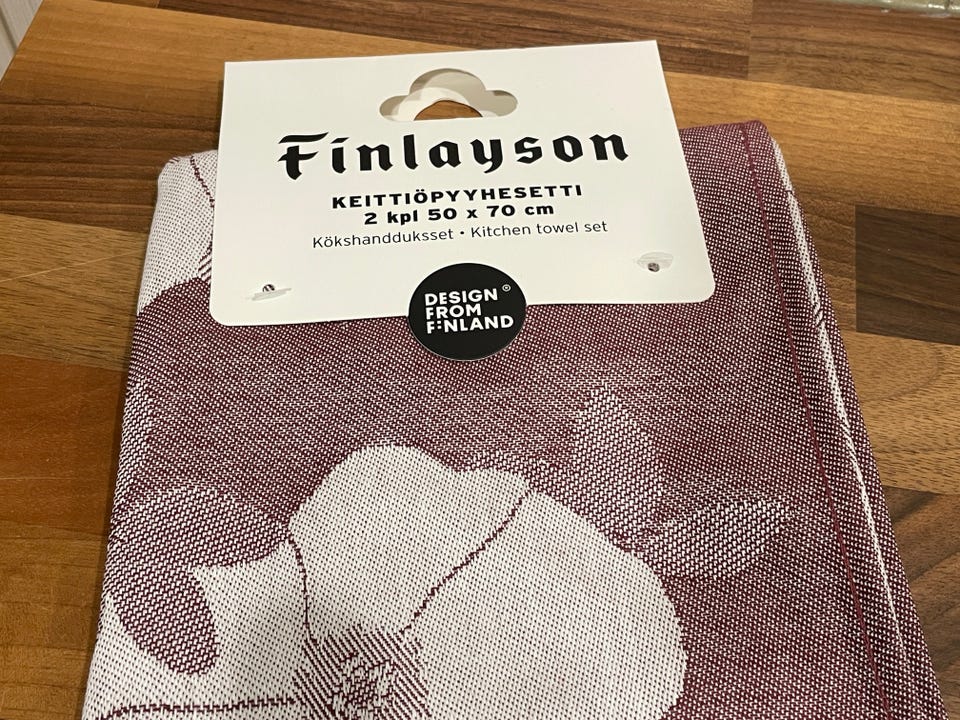 Finlayson
KEITTIÖPYYHESETTI
2 kpl 50 x 70 cm
Kökshandduksset • Kitchen towel set
DESIGN ®
FROM
FINLAND